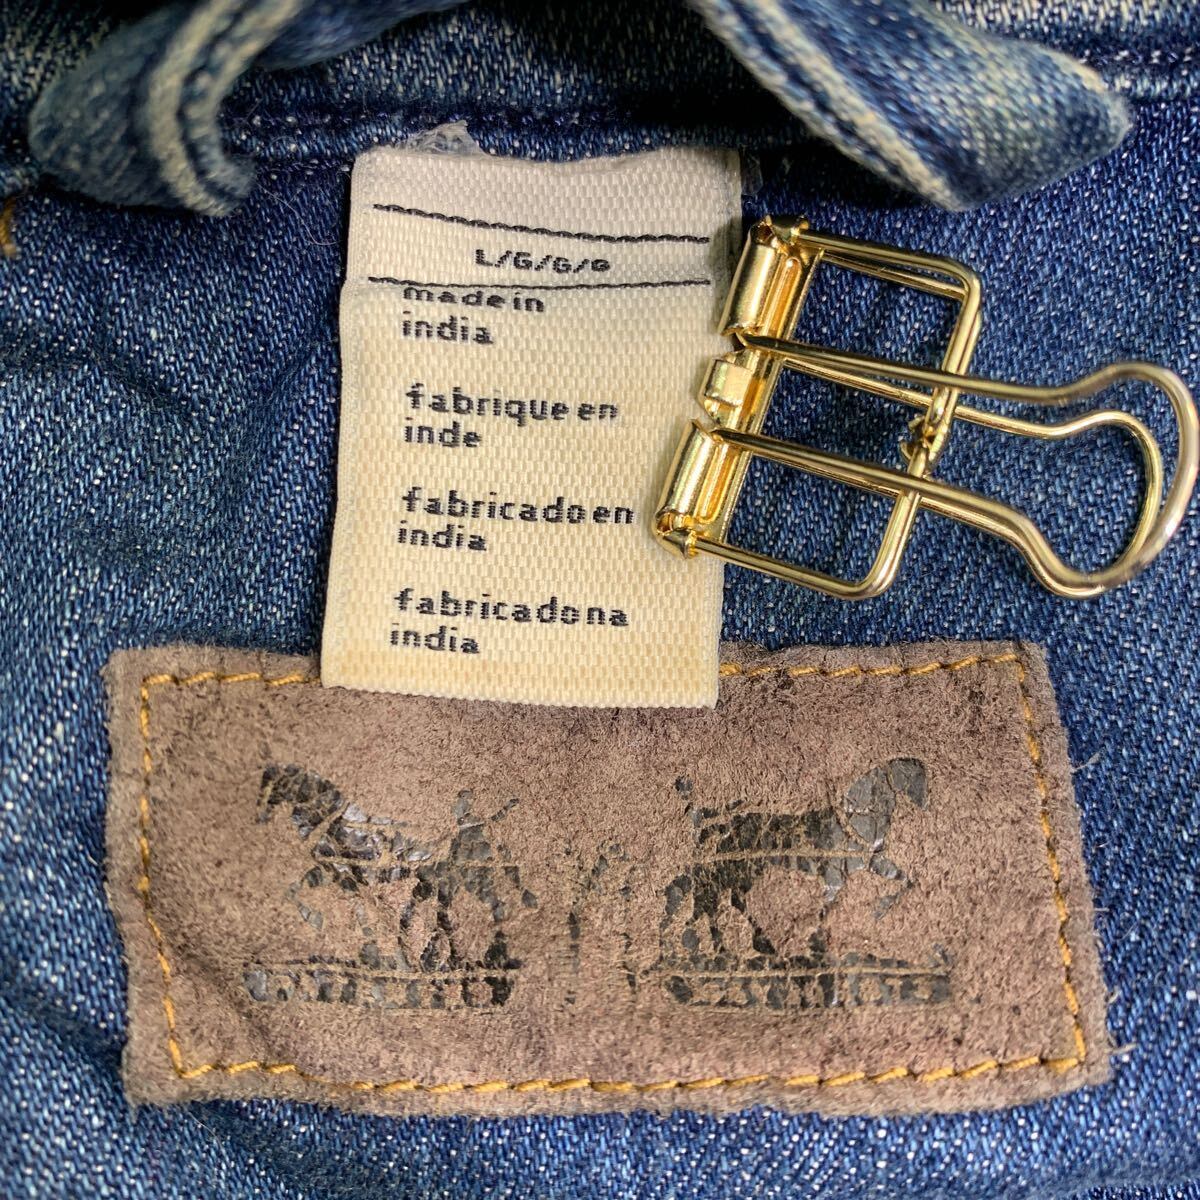 L/G/G/G
made in
india
fabrique en
inde
fabricado en
india
fabricado na
india